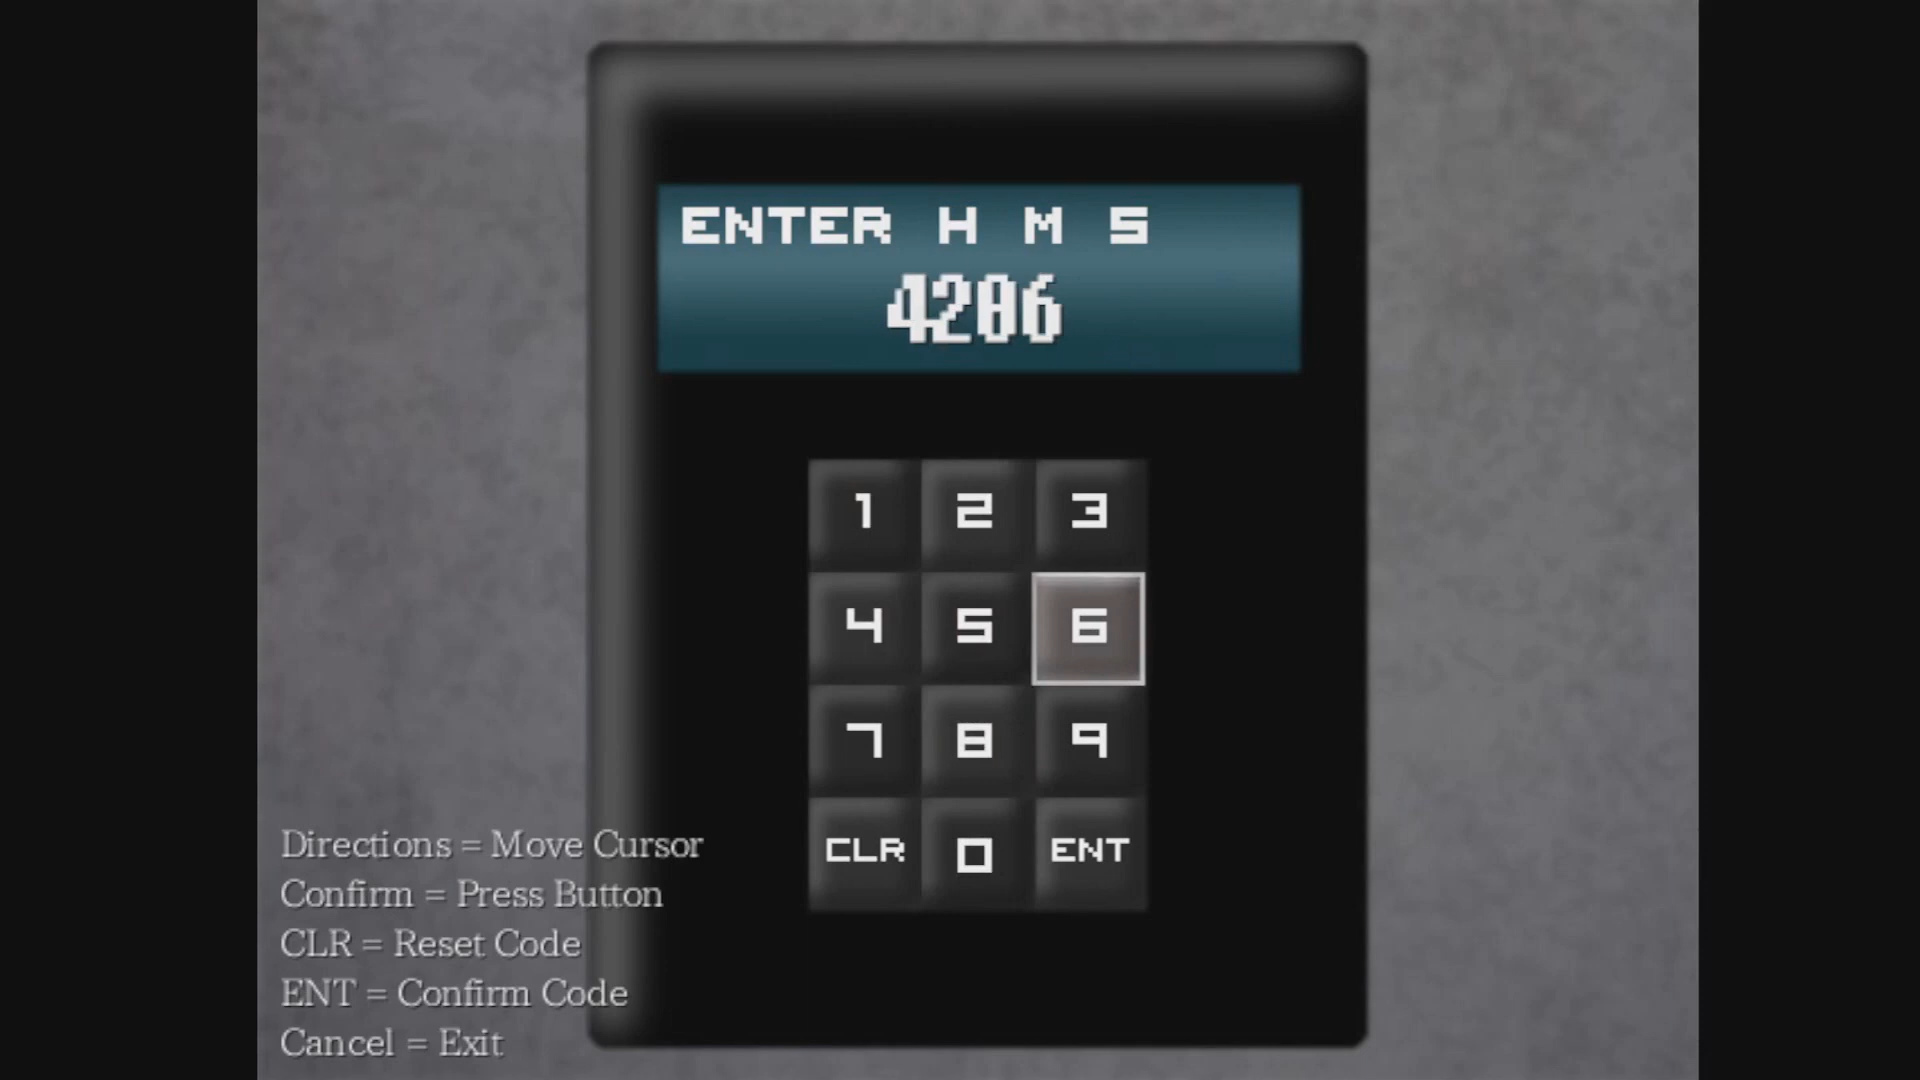 ENTER H M S
4206
1 2 3
4 5 6
7 8 9
CLR 0 ENT
Directions = Move Cursor
Confirm = Press Button
CLR = Reset Code
ENT = Confirm Code
Cancel = Exit